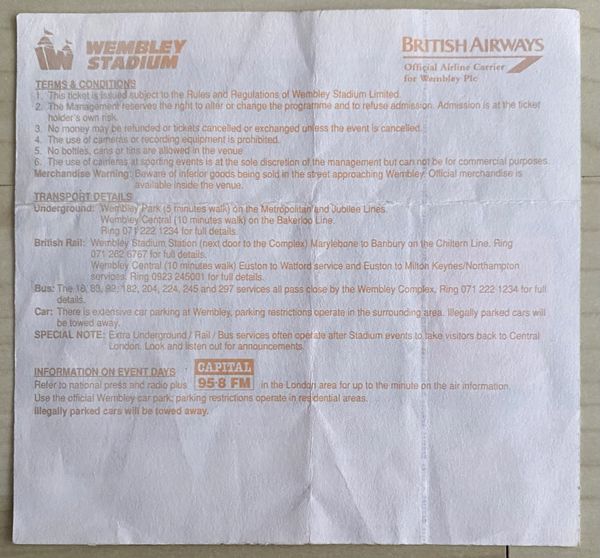 WEMBLEY
STADIUM
BRITISH AIRWAYS
Official Airline Carrier
for Wembley Plc
TERMS & CONDITIONS
1. This ticket is issued subject to the Rules and Regulations of Wembley Stadium Limited.
2. The Management reserves the right to alter or change the programme and to refuse admission. Admission is at the ticket
holder's own risk.
3. No money may be refunded or tickets cancelled or exchanged unless the event is cancelled.
4. The use of cameras or recording equipment is prohibited.
5. No bottles, cans or tins are allowed in the venue.
6. The use of cameras at sporting events is at the sole discretion of the management but can not be for commercial purposes.
Merchandise Warning: Beware of inferior goods being sold in the street approaching Wembley. Official merchandise is
available inside the venue.
TRANSPORT DETAILS
Underground: Wembley Park (5 minutes walk) on the Metropolitan and Jubilee Lines.
Wembley Central (10 minutes walk) on the Bakerloo Line.
Ring 071 222 1234 for full details.
British Rail: Wembley Stadium Station (next door to the Complex) Marylebone to Banbury on the Chiltern Line. Ring
071 262 6767 for full details.
Wembley Central (10 minutes walk) Euston to Watford service and Euston to Milton Keynes/Northampton
services. Ring 0923 245001 for full details.
Bus: The 18, 83, 92, 182, 204, 224, 245 and 297 services all pass close by the Wembley Complex, Ring 071 222 1234 for full
details.
Car: There is extensive car parking at Wembley, parking restrictions operate in the surrounding area. Illegally parked cars will
be towed away.
SPECIAL NOTE: Extra Underground / Rail / Bus services often operate after Stadium events to take visitors back to Central
London. Look and listen out for announcements.
INFORMATION ON EVENT DAYS
CAPITAL
95·8 FM
Refer to national press and radio plus in the London area for up to the minute on the air information.
Use the official Wembley car park; parking restrictions operate in residential areas.
Illegally parked cars will be towed away.